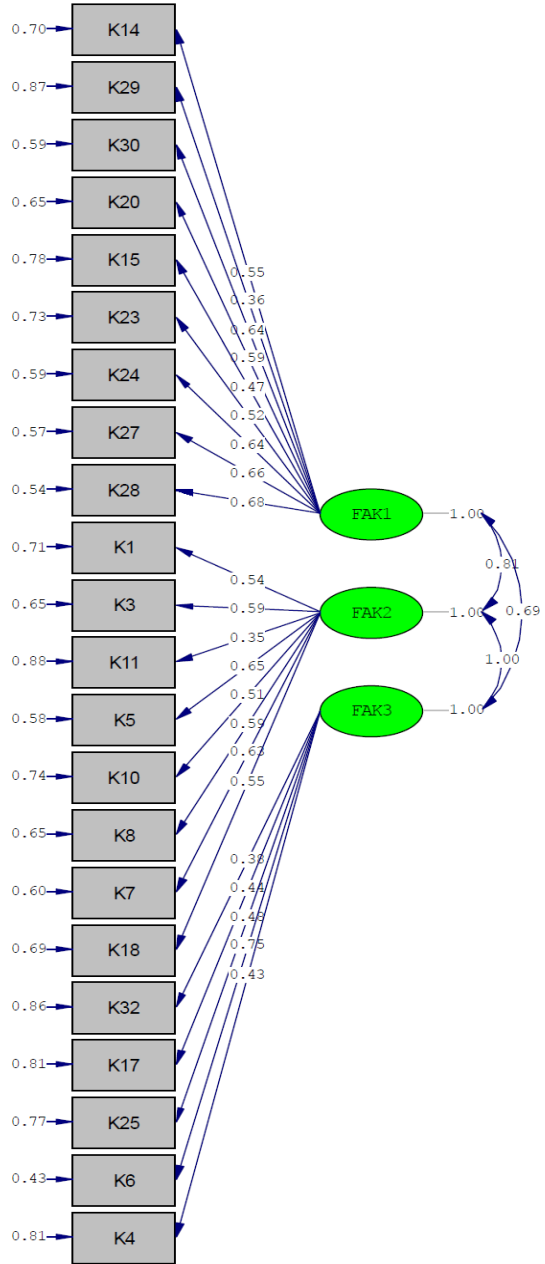 0.70 K14
0.87 K29
0.59 K30
0.65 K20
0.78 K15
0.73 K23
0.59 K24
0.57 K27
0.54 K28
0.71 K1
0.65 K3
0.88 K11
0.58 K5
0.74 K10
0.65 K8
0.60 K7
0.69 K18
0.86 K32
0.81 K17
0.77 K25
0.43 K6
0.81 K4
0.55
0.36
0.64
0.59
0.47
0.52
0.64
0.66
0.68
0.54
0.59
0.35
0.65
0.51
0.59
0.63
0.55
0.38
0.44
0.48
0.75
0.43
FAK1 1.00
FAK2 1.00
FAK3 1.00
0.81
0.69
1.00